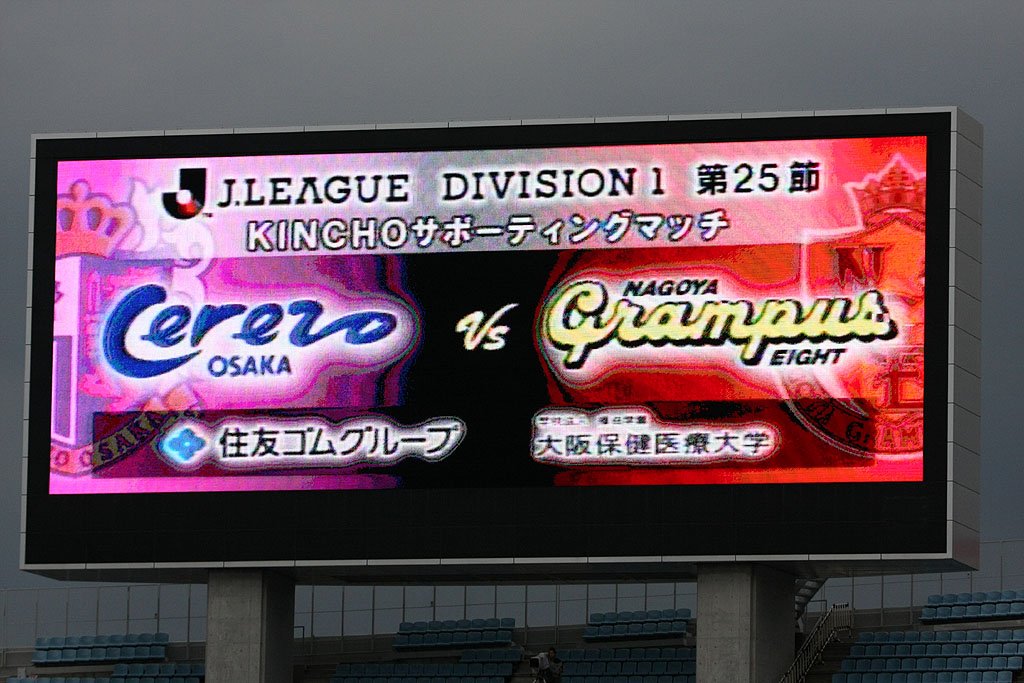 J.LEAGUE DIVISION 1 第25節
KINCHOサポーティングマッチ
Cerezo
OSAKA
Vs
NAGOYA
Grampus
EIGHT
住友ゴムグループ
大阪保健医療大学